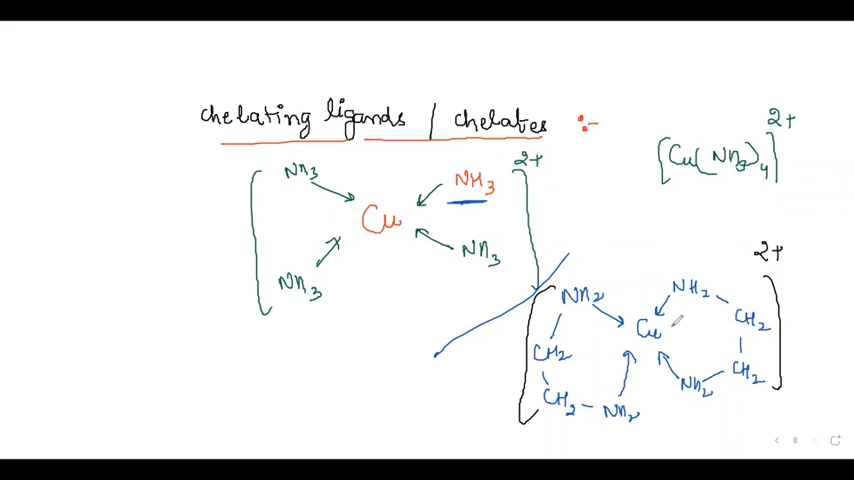 chelating ligands / chelates :-
[Cu(NH3)4]2+
[ NH3 NH3 ]2+
Cu
NH3 NH3
[ NH2 NH2 ]2+
Cu
CH2 CH2
CH2 - NH2 NH2 - CH2
8